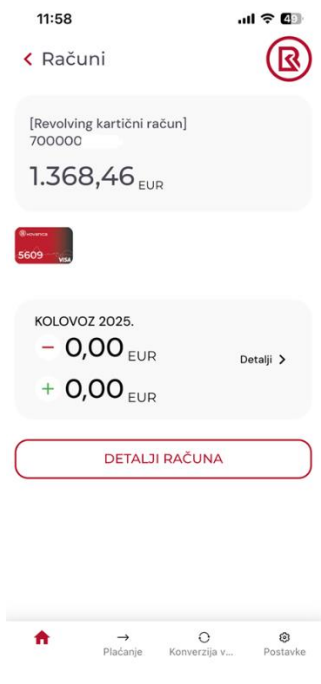 11:58
49
Računi
[Revolving kartični račun]
700000
1.368,46 EUR
kovanica
5609 VISA
KOLOVOZ 2025.
− 0,00 EUR
Detalji
+ 0,00 EUR
DETALJI RAČUNA
Plaćanje Konverzija v... Postavke